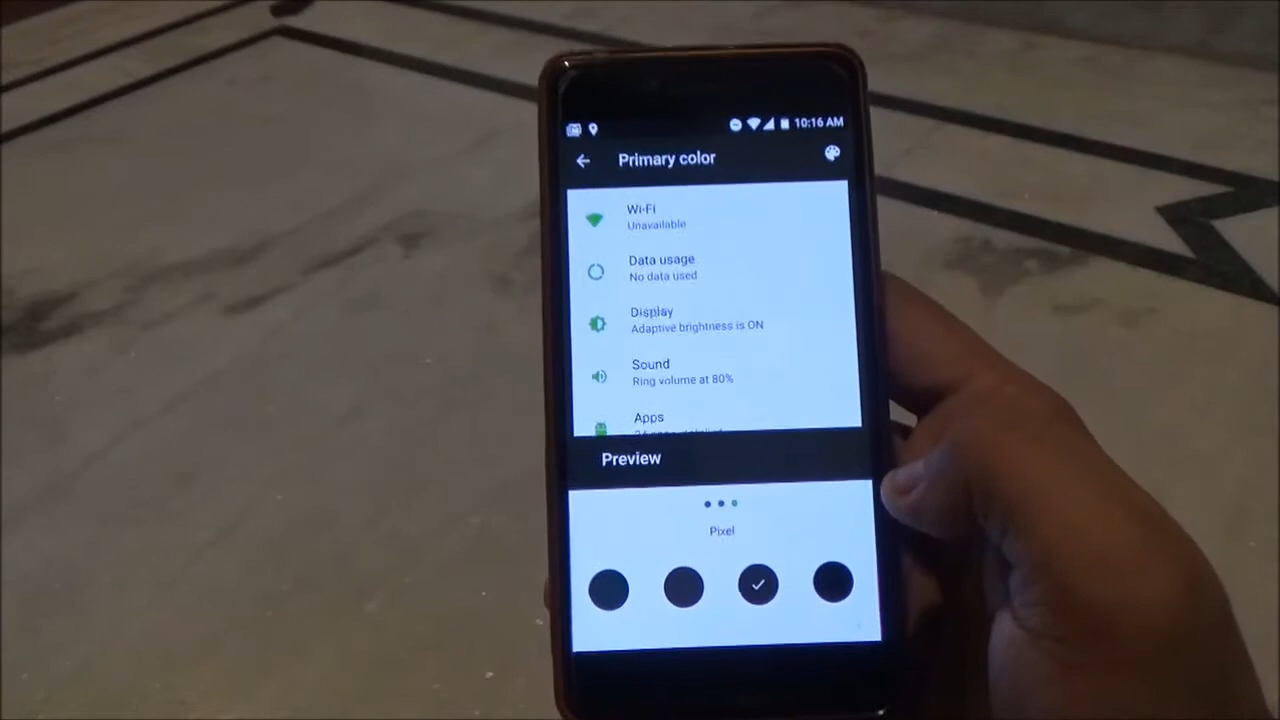 10:16 AM
Primary color
Wi-Fi
Unavailable
Data usage
No data used
Display
Adaptive brightness is ON
Sound
Ring volume at 80%
Apps
Preview
Pixel